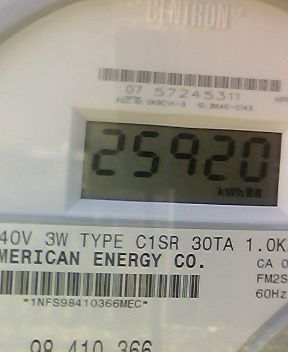 CENTRON®
07 57245311
25920
kWh
40V 3W TYPE C1SR 30TA 1.0K
MERICAN ENERGY CO.
CA 0
FM2S
60Hz
*1NFS98410366MEC*
98 410 366